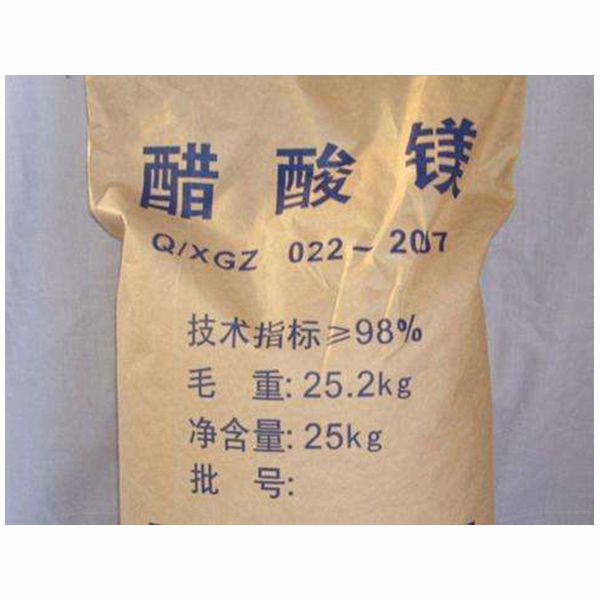 醋酸镁
Q/XGZ 022~2017
技术指标≥98%
毛 重:25.2kg
净含量:25kg
批 号: